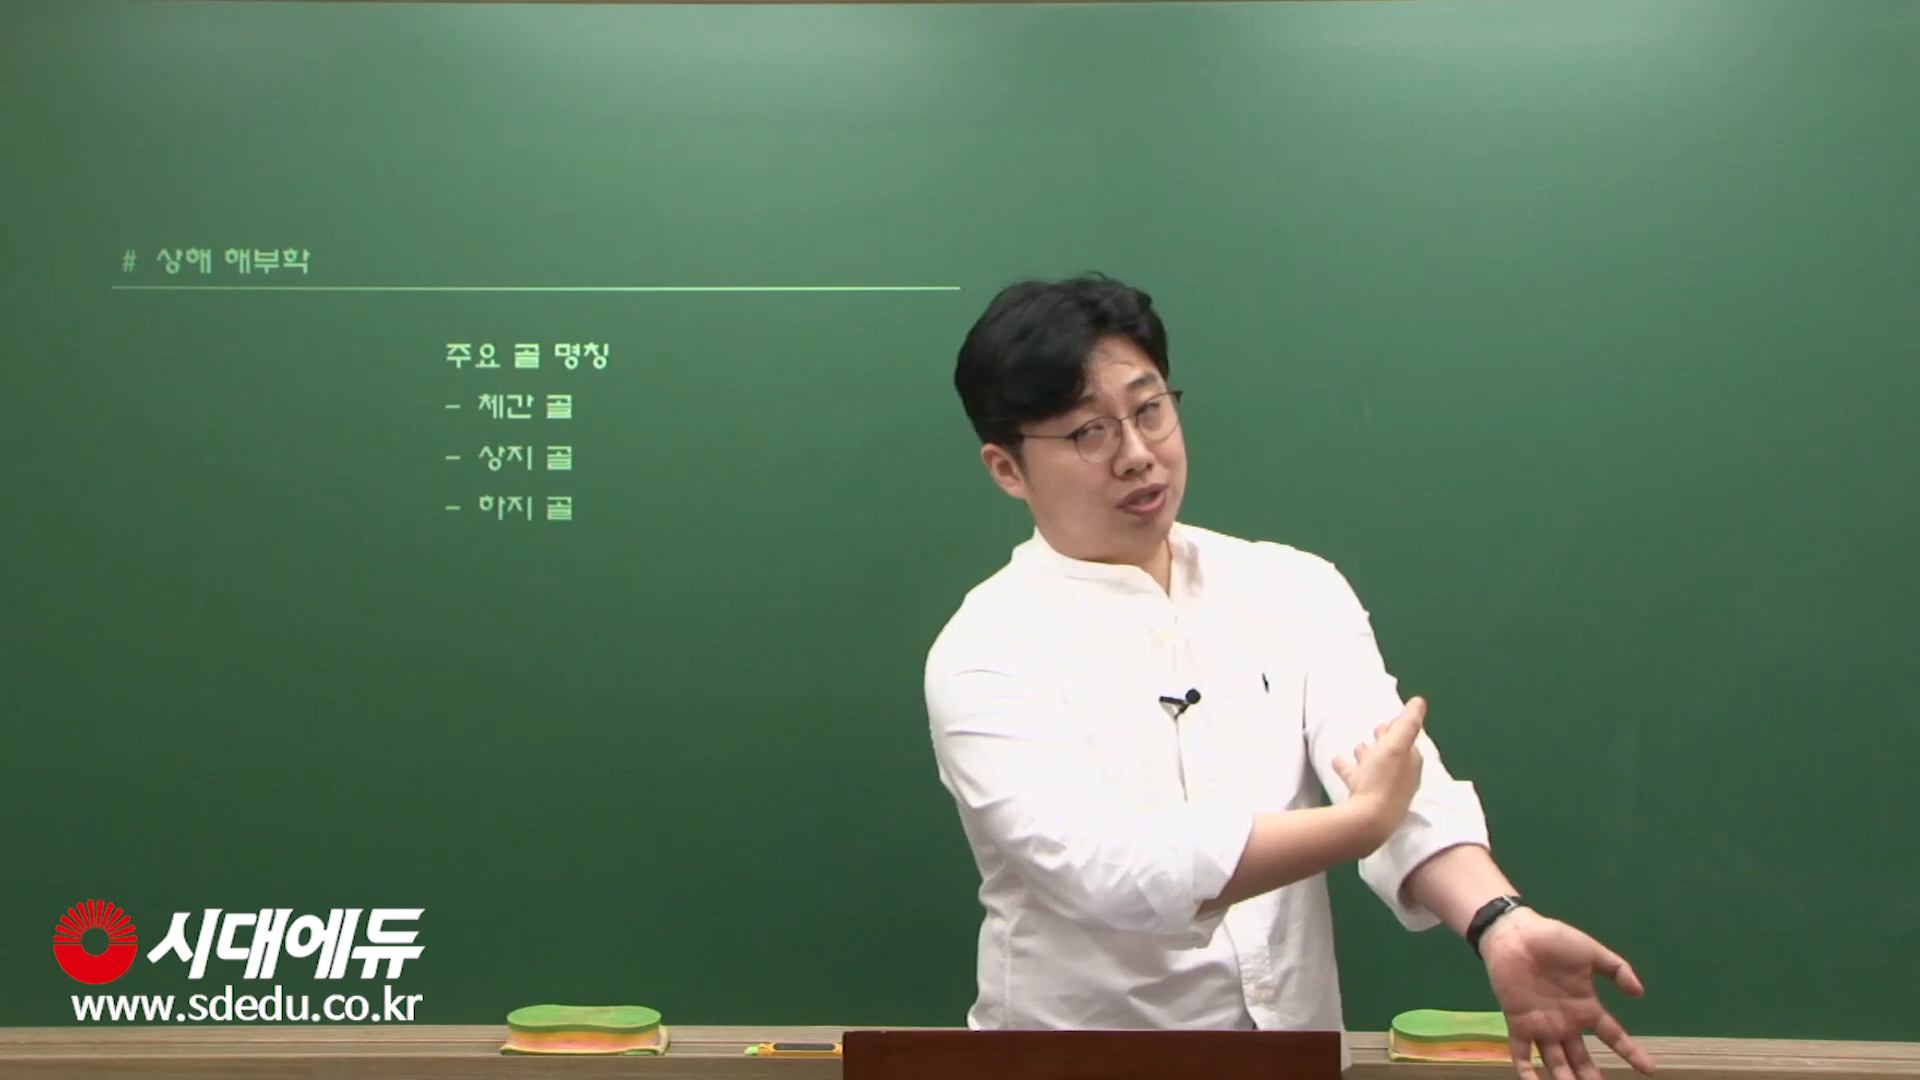 # 상해 해부학
주요 골 명칭
- 체간 골
- 상지 골
- 하지 골
시대에듀
www.sdedu.co.kr